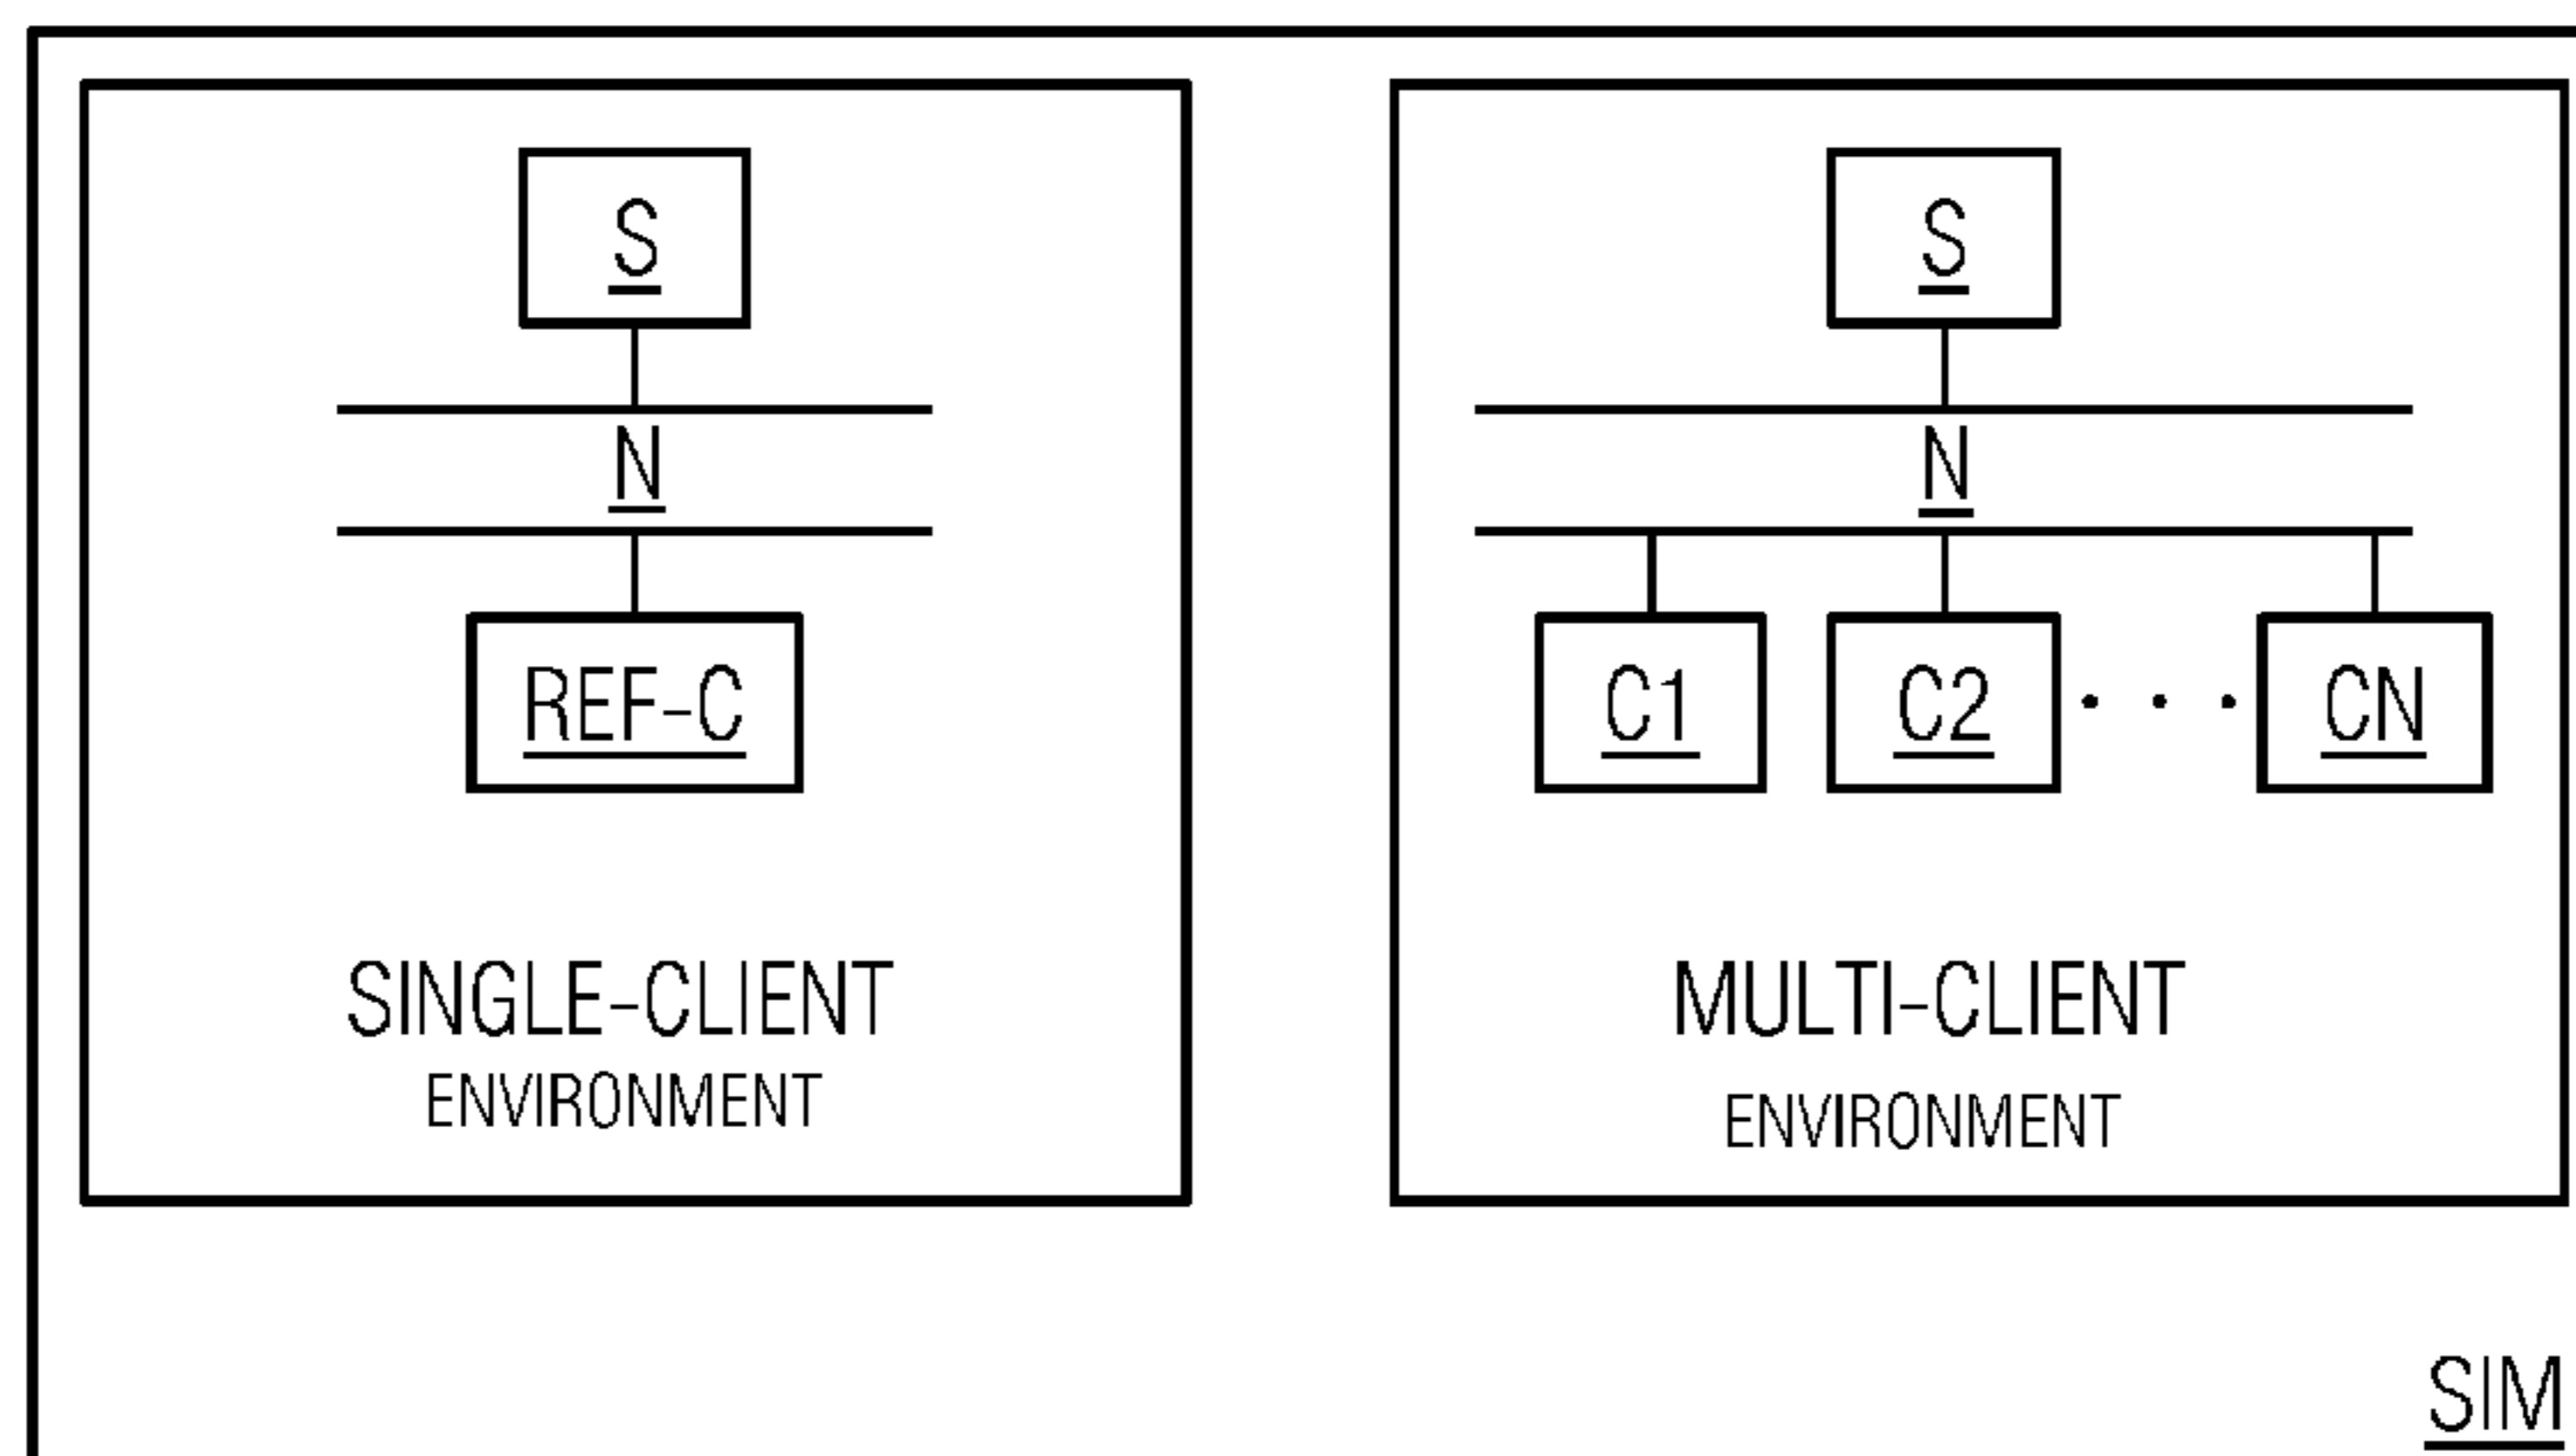 S
N
REF-C
SINGLE-CLIENT
ENVIRONMENT
S
N
C1 C2 . . . CN
MULTI-CLIENT
ENVIRONMENT
SIM